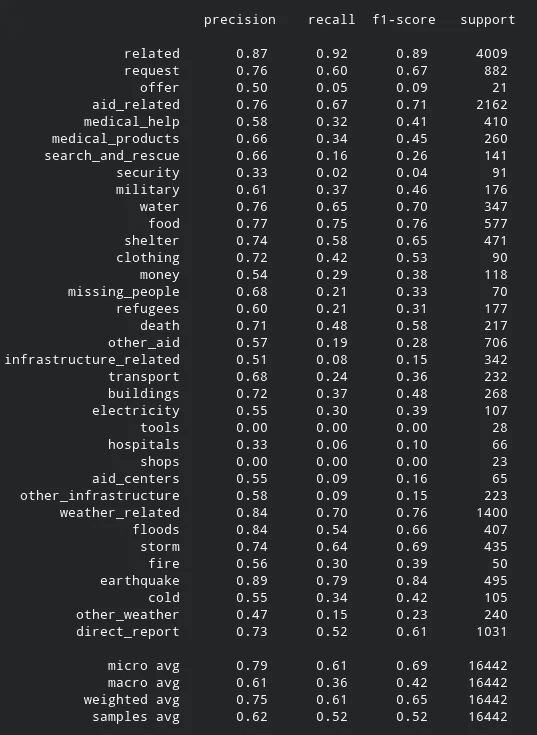 precision recall f1-score support
related 0.87 0.92 0.89 4009
request 0.76 0.60 0.67 882
offer 0.50 0.05 0.09 21
aid_related 0.76 0.67 0.71 2162
medical_help 0.58 0.32 0.41 410
medical_products 0.66 0.34 0.45 260
search_and_rescue 0.66 0.16 0.26 141
security 0.33 0.02 0.04 91
military 0.61 0.37 0.46 176
water 0.76 0.65 0.70 347
food 0.77 0.75 0.76 577
shelter 0.74 0.58 0.65 471
clothing 0.72 0.42 0.53 90
money 0.54 0.29 0.38 118
missing_people 0.68 0.21 0.33 70
refugees 0.60 0.21 0.31 177
death 0.71 0.48 0.58 217
other_aid 0.57 0.19 0.28 706
infrastructure_related 0.51 0.08 0.15 342
transport 0.68 0.24 0.36 232
buildings 0.72 0.37 0.48 268
electricity 0.55 0.30 0.39 107
tools 0.00 0.00 0.00 28
hospitals 0.33 0.06 0.10 66
shops 0.00 0.00 0.00 23
aid_centers 0.55 0.09 0.16 65
other_infrastructure 0.58 0.09 0.15 223
weather_related 0.84 0.70 0.76 1400
floods 0.84 0.54 0.66 407
storm 0.74 0.64 0.69 435
fire 0.56 0.30 0.39 50
earthquake 0.89 0.79 0.84 495
cold 0.55 0.34 0.42 105
other_weather 0.47 0.15 0.23 240
direct_report 0.73 0.52 0.61 1031
micro avg 0.79 0.61 0.69 16442
macro avg 0.61 0.36 0.42 16442
weighted avg 0.75 0.61 0.65 16442
samples avg 0.62 0.52 0.52 16442